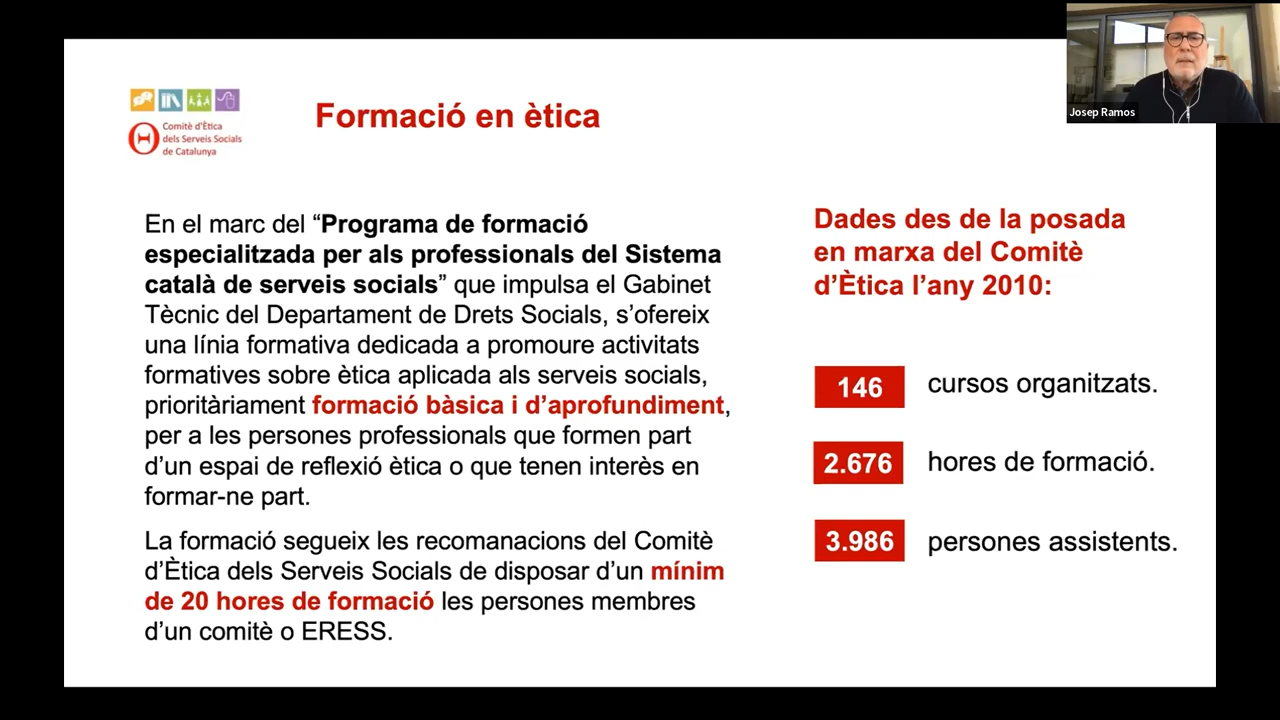 Formació en ètica
Comitè d'Ètica
dels Serveis Socials
de Catalunya
Josep Ramos
En el marc del “Programa de formació
especialitzada per als professionals del Sistema
català de serveis socials” que impulsa el Gabinet
Tècnic del Departament de Drets Socials, s’ofereix
una línia formativa dedicada a promoure activitats
formatives sobre ètica aplicada als serveis socials,
prioritàriament formació bàsica i d’aprofundiment,
per a les persones professionals que formen part
d’un espai de reflexió ètica o que tenen interès en
formar-ne part.
La formació segueix les recomanacions del Comitè
d’Ètica dels Serveis Socials de disposar d’un mínim
de 20 hores de formació les persones membres
d’un comitè o ERESS.
Dades des de la posada
en marxa del Comitè
d’Ètica l’any 2010:
146 cursos organitzats.
2.676 hores de formació.
3.986 persones assistents.